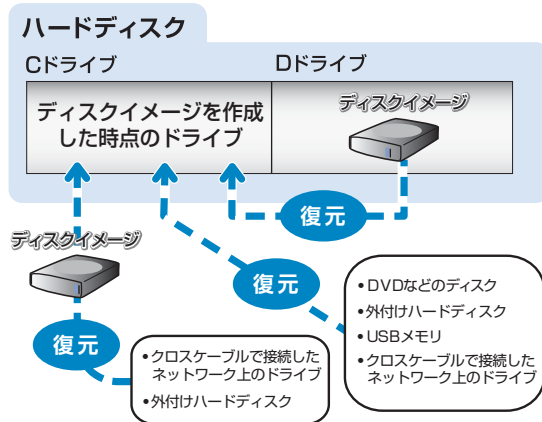 ハードディスク
Cドライブ
Dドライブ
ディスクイメージを作成
した時点のドライブ
ディスクイメージ
復元
ディスクイメージ
復元
•DVDなどのディスク
•外付けハードディスク
•USBメモリ
•クロスケーブルで接続した
ネットワーク上のドライブ
復元
•クロスケーブルで接続した
ネットワーク上のドライブ
•外付けハードディスク